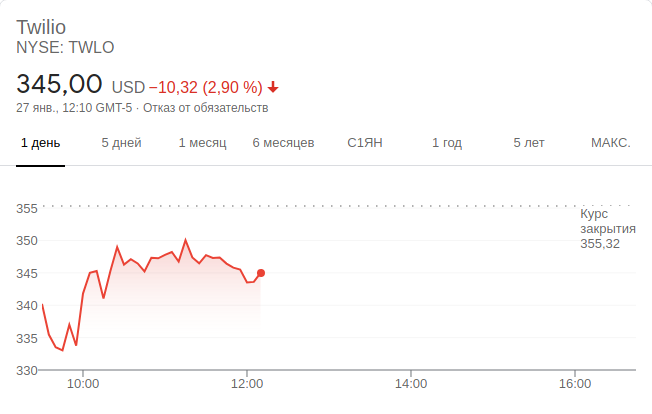 Twilio
NYSE: TWLO
345,00 USD −10,32 (2,90 %)
27 янв., 12:10 GMT-5 · Отказ от обязательств
1 день 5 дней 1 месяц 6 месяцев С1ЯН 1 год 5 лет МАКС.
355
Курс
закрытия
355,32
350
345
340
335
330
10:00 12:00 14:00 16:00